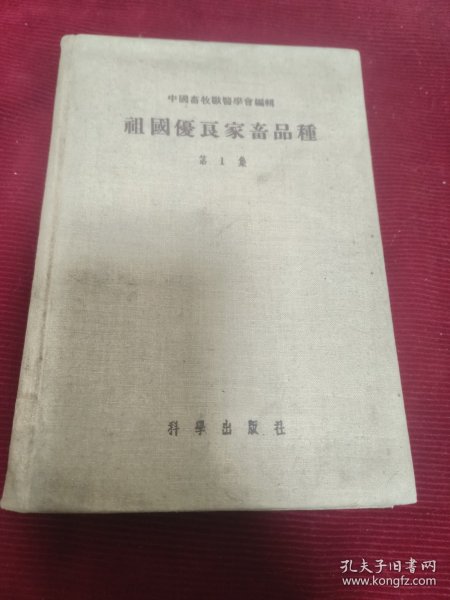 中國畜牧獸醫學會編輯
祖國優良家畜品種
第1集
科學出版社
孔夫子旧书网
www.kongfz.com